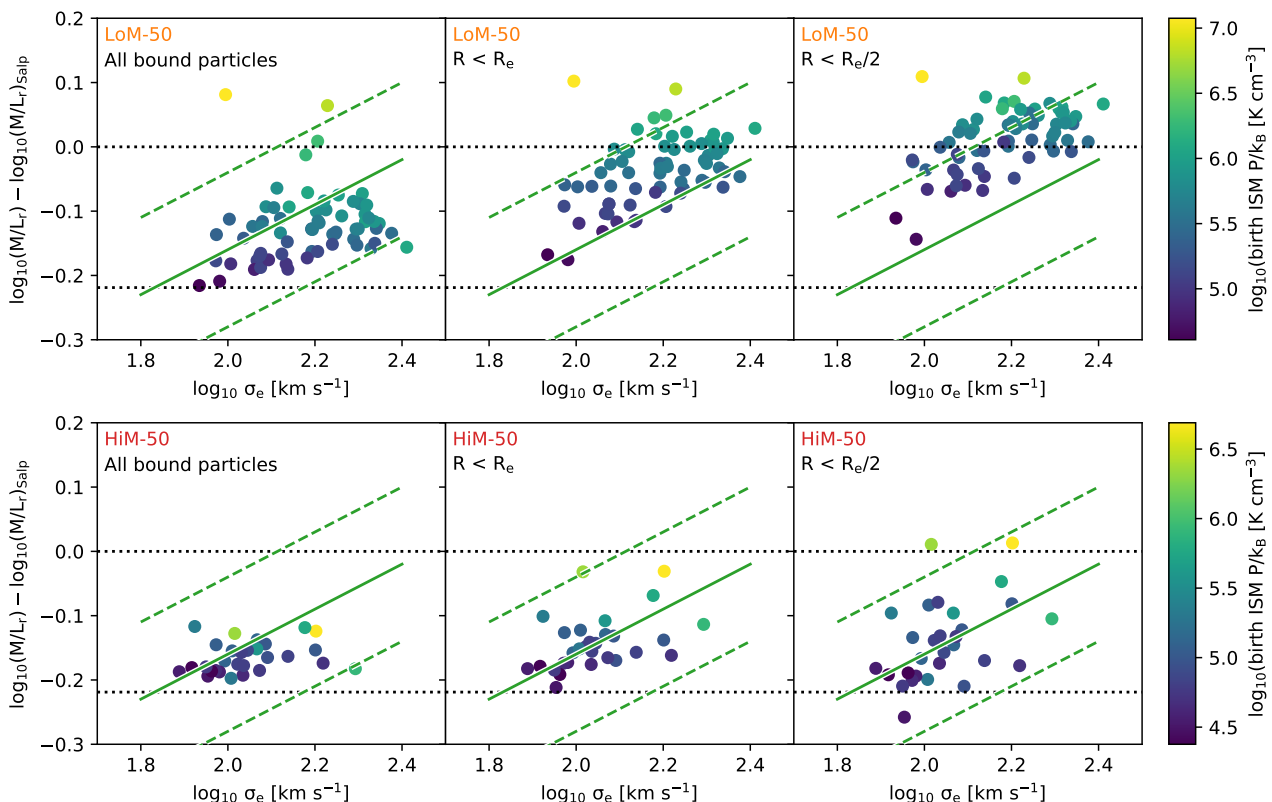 LoM-50
All bound particles
LoM-50
R < Rₑ
LoM-50
R < Rₑ/2
0.2
0.1
0.0
−0.1
−0.2
−0.3
log₁₀(M/Lᵣ) − log₁₀(M/Lᵣ)Salp
1.8 2.0 2.2 2.4
1.8 2.0 2.2 2.4
1.8 2.0 2.2 2.4
log₁₀ σₑ [km s⁻¹]
log₁₀ σₑ [km s⁻¹]
log₁₀ σₑ [km s⁻¹]
7.0
6.5
6.0
5.5
5.0
log₁₀(birth ISM P/k_B [K cm⁻³]
HiM-50
All bound particles
HiM-50
R < Rₑ
HiM-50
R < Rₑ/2
0.2
0.1
0.0
−0.1
−0.2
−0.3
log₁₀(M/Lᵣ) − log₁₀(M/Lᵣ)Salp
1.8 2.0 2.2 2.4
1.8 2.0 2.2 2.4
1.8 2.0 2.2 2.4
log₁₀ σₑ [km s⁻¹]
log₁₀ σₑ [km s⁻¹]
log₁₀ σₑ [km s⁻¹]
6.5
6.0
5.5
5.0
4.5
log₁₀(birth ISM P/k_B [K cm⁻³]